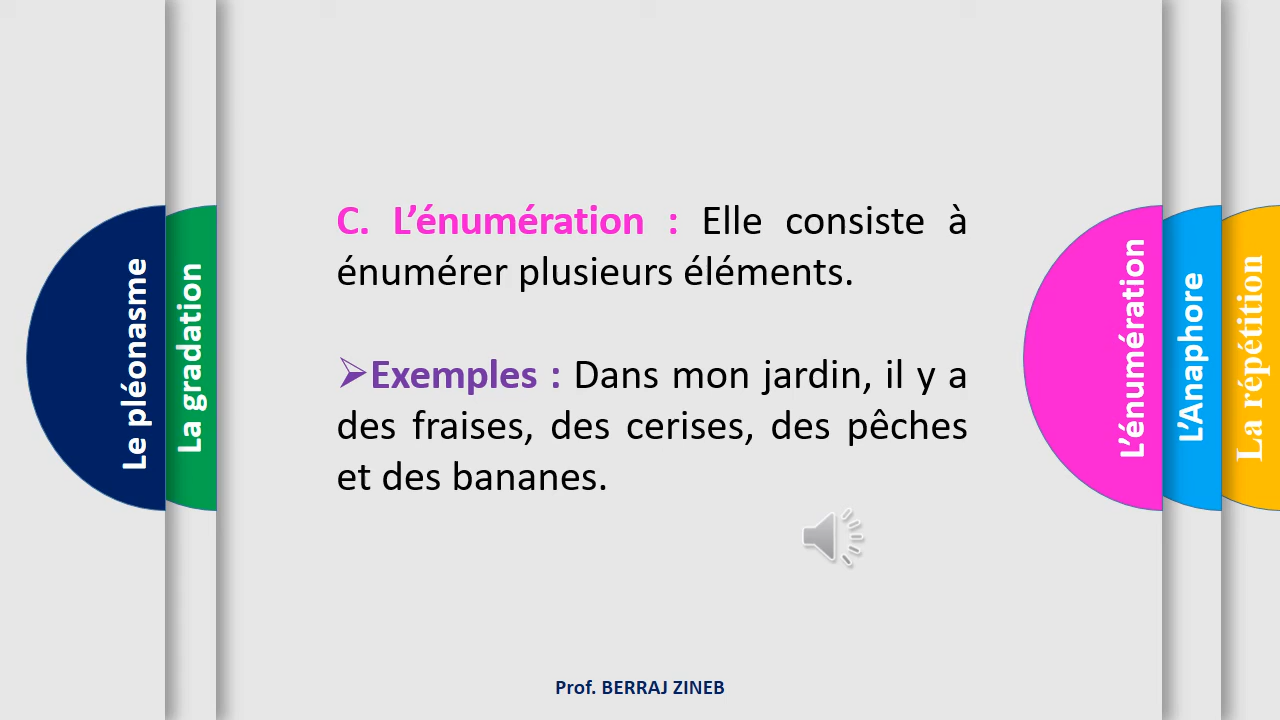 C. L’énumération : Elle consiste à
énumérer plusieurs éléments.
➢Exemples : Dans mon jardin, il y a
des fraises, des cerises, des pêches
et des bananes.
Le pléonasme
La gradation
L’énumération
L’Anaphore
La répétition
Prof. BERRAJ ZINEB